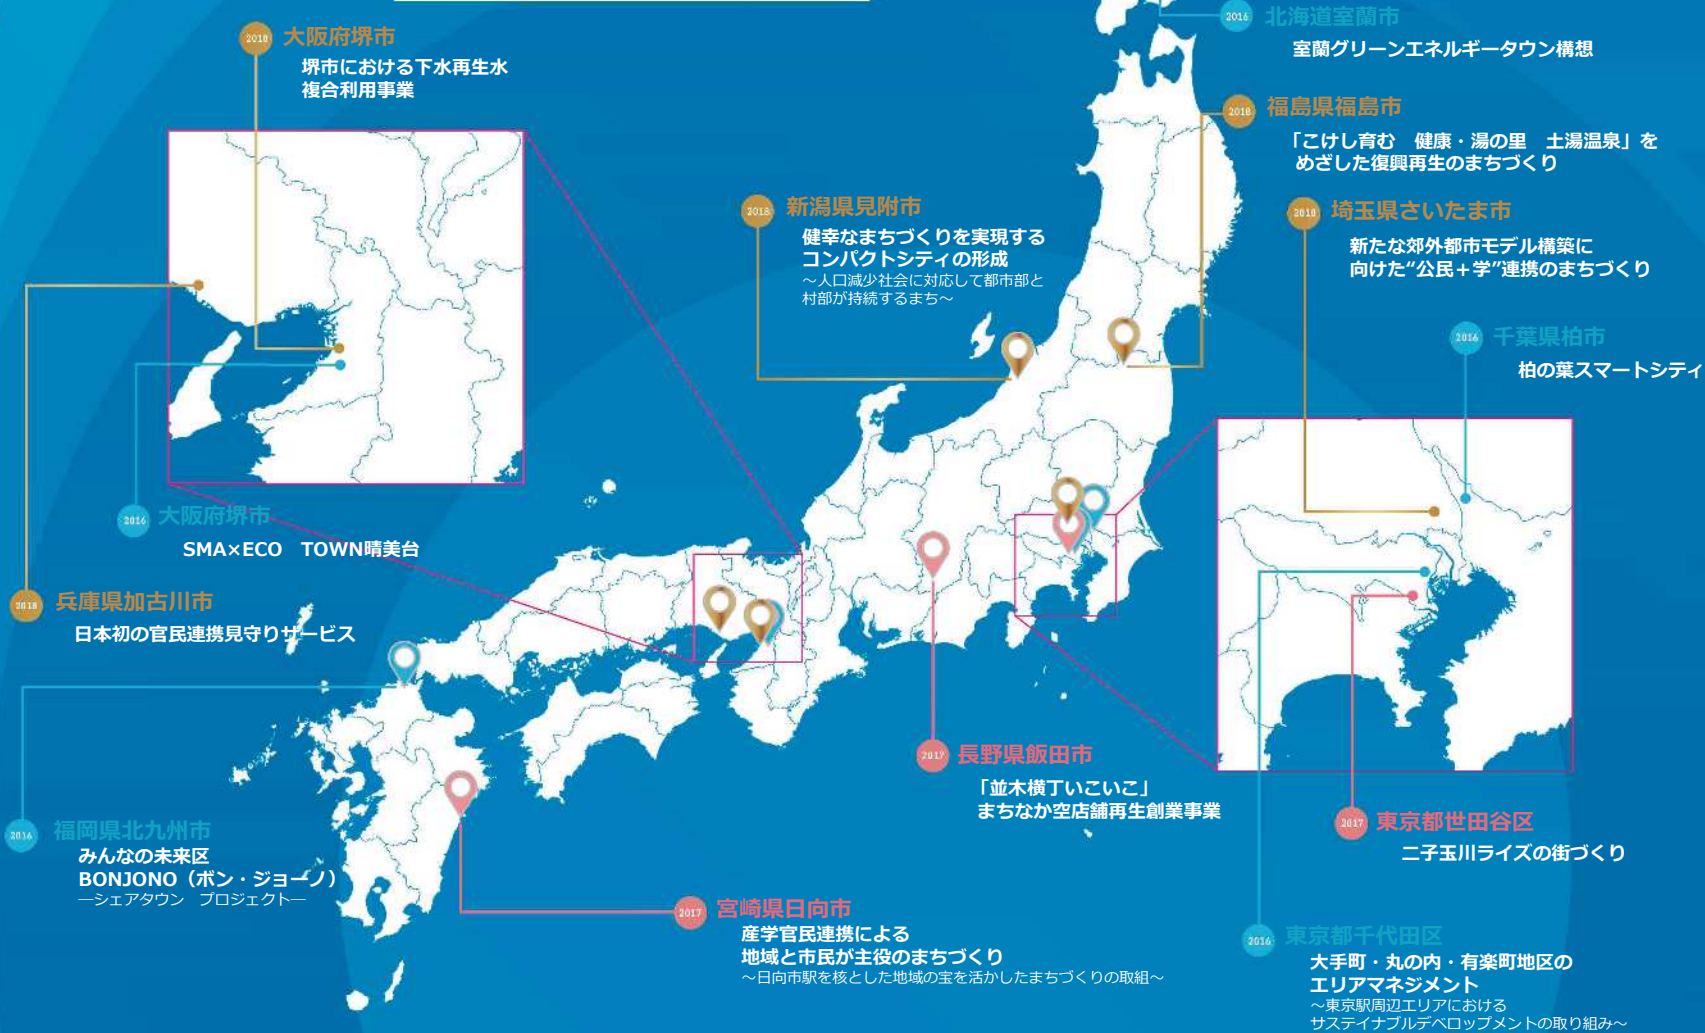 2016 北海道室蘭市
室蘭グリーンエネルギータウン構想
2018 大阪府堺市
堺市における下水再生水
複合利用事業
2018 福島県福島市
「こけし育む　健康・湯の里　土湯温泉」を
めざした復興再生のまちづくり
2018 新潟県見附市
健幸なまちづくりを実現する
コンパクトシティの形成
～人口減少社会に対応して都市部と
村部が持続するまち～
2018 埼玉県さいたま市
新たな郊外都市モデル構築に
向けた“公民＋学”連携のまちづくり
2016 千葉県柏市
柏の葉スマートシティ
2016 大阪府堺市
SMA×ECO　TOWN晴美台
2018 兵庫県加古川市
日本初の官民連携見守りサービス
2016 福岡県北九州市
みんなの未来区
BONJONO（ボン・ジョーノ）
―シェアタウン　プロジェクト―
2017 長野県飯田市
「並木横丁いこいこ」
まちなか空店舗再生創業事業
2017 東京都世田谷区
二子玉川ライズの街づくり
2017 宮崎県日向市
産学官民連携による
地域と市民が主役のまちづくり
～日向市駅を核とした地域の宝を活かしたまちづくりの取組～
2016 東京都千代田区
大手町・丸の内・有楽町地区の
エリアマネジメント
～東京駅周辺エリアにおける
サステイナブルデベロップメントの取り組み～